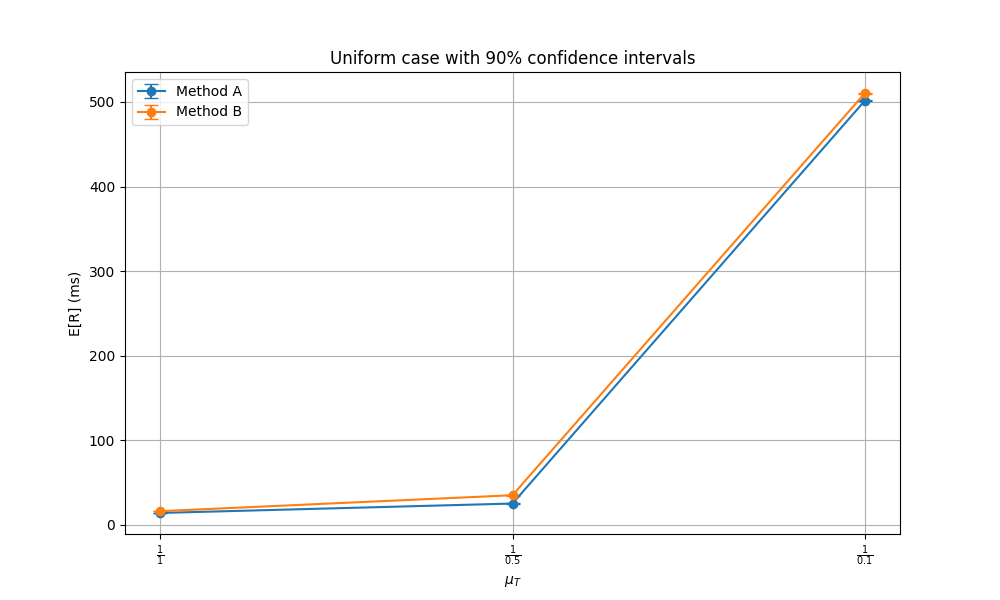 Uniform case with 90% confidence intervals
Method A
Method B
E[R] (ms)
500
400
300
200
100
0
1/1
1/0.5
1/0.1
μ_T